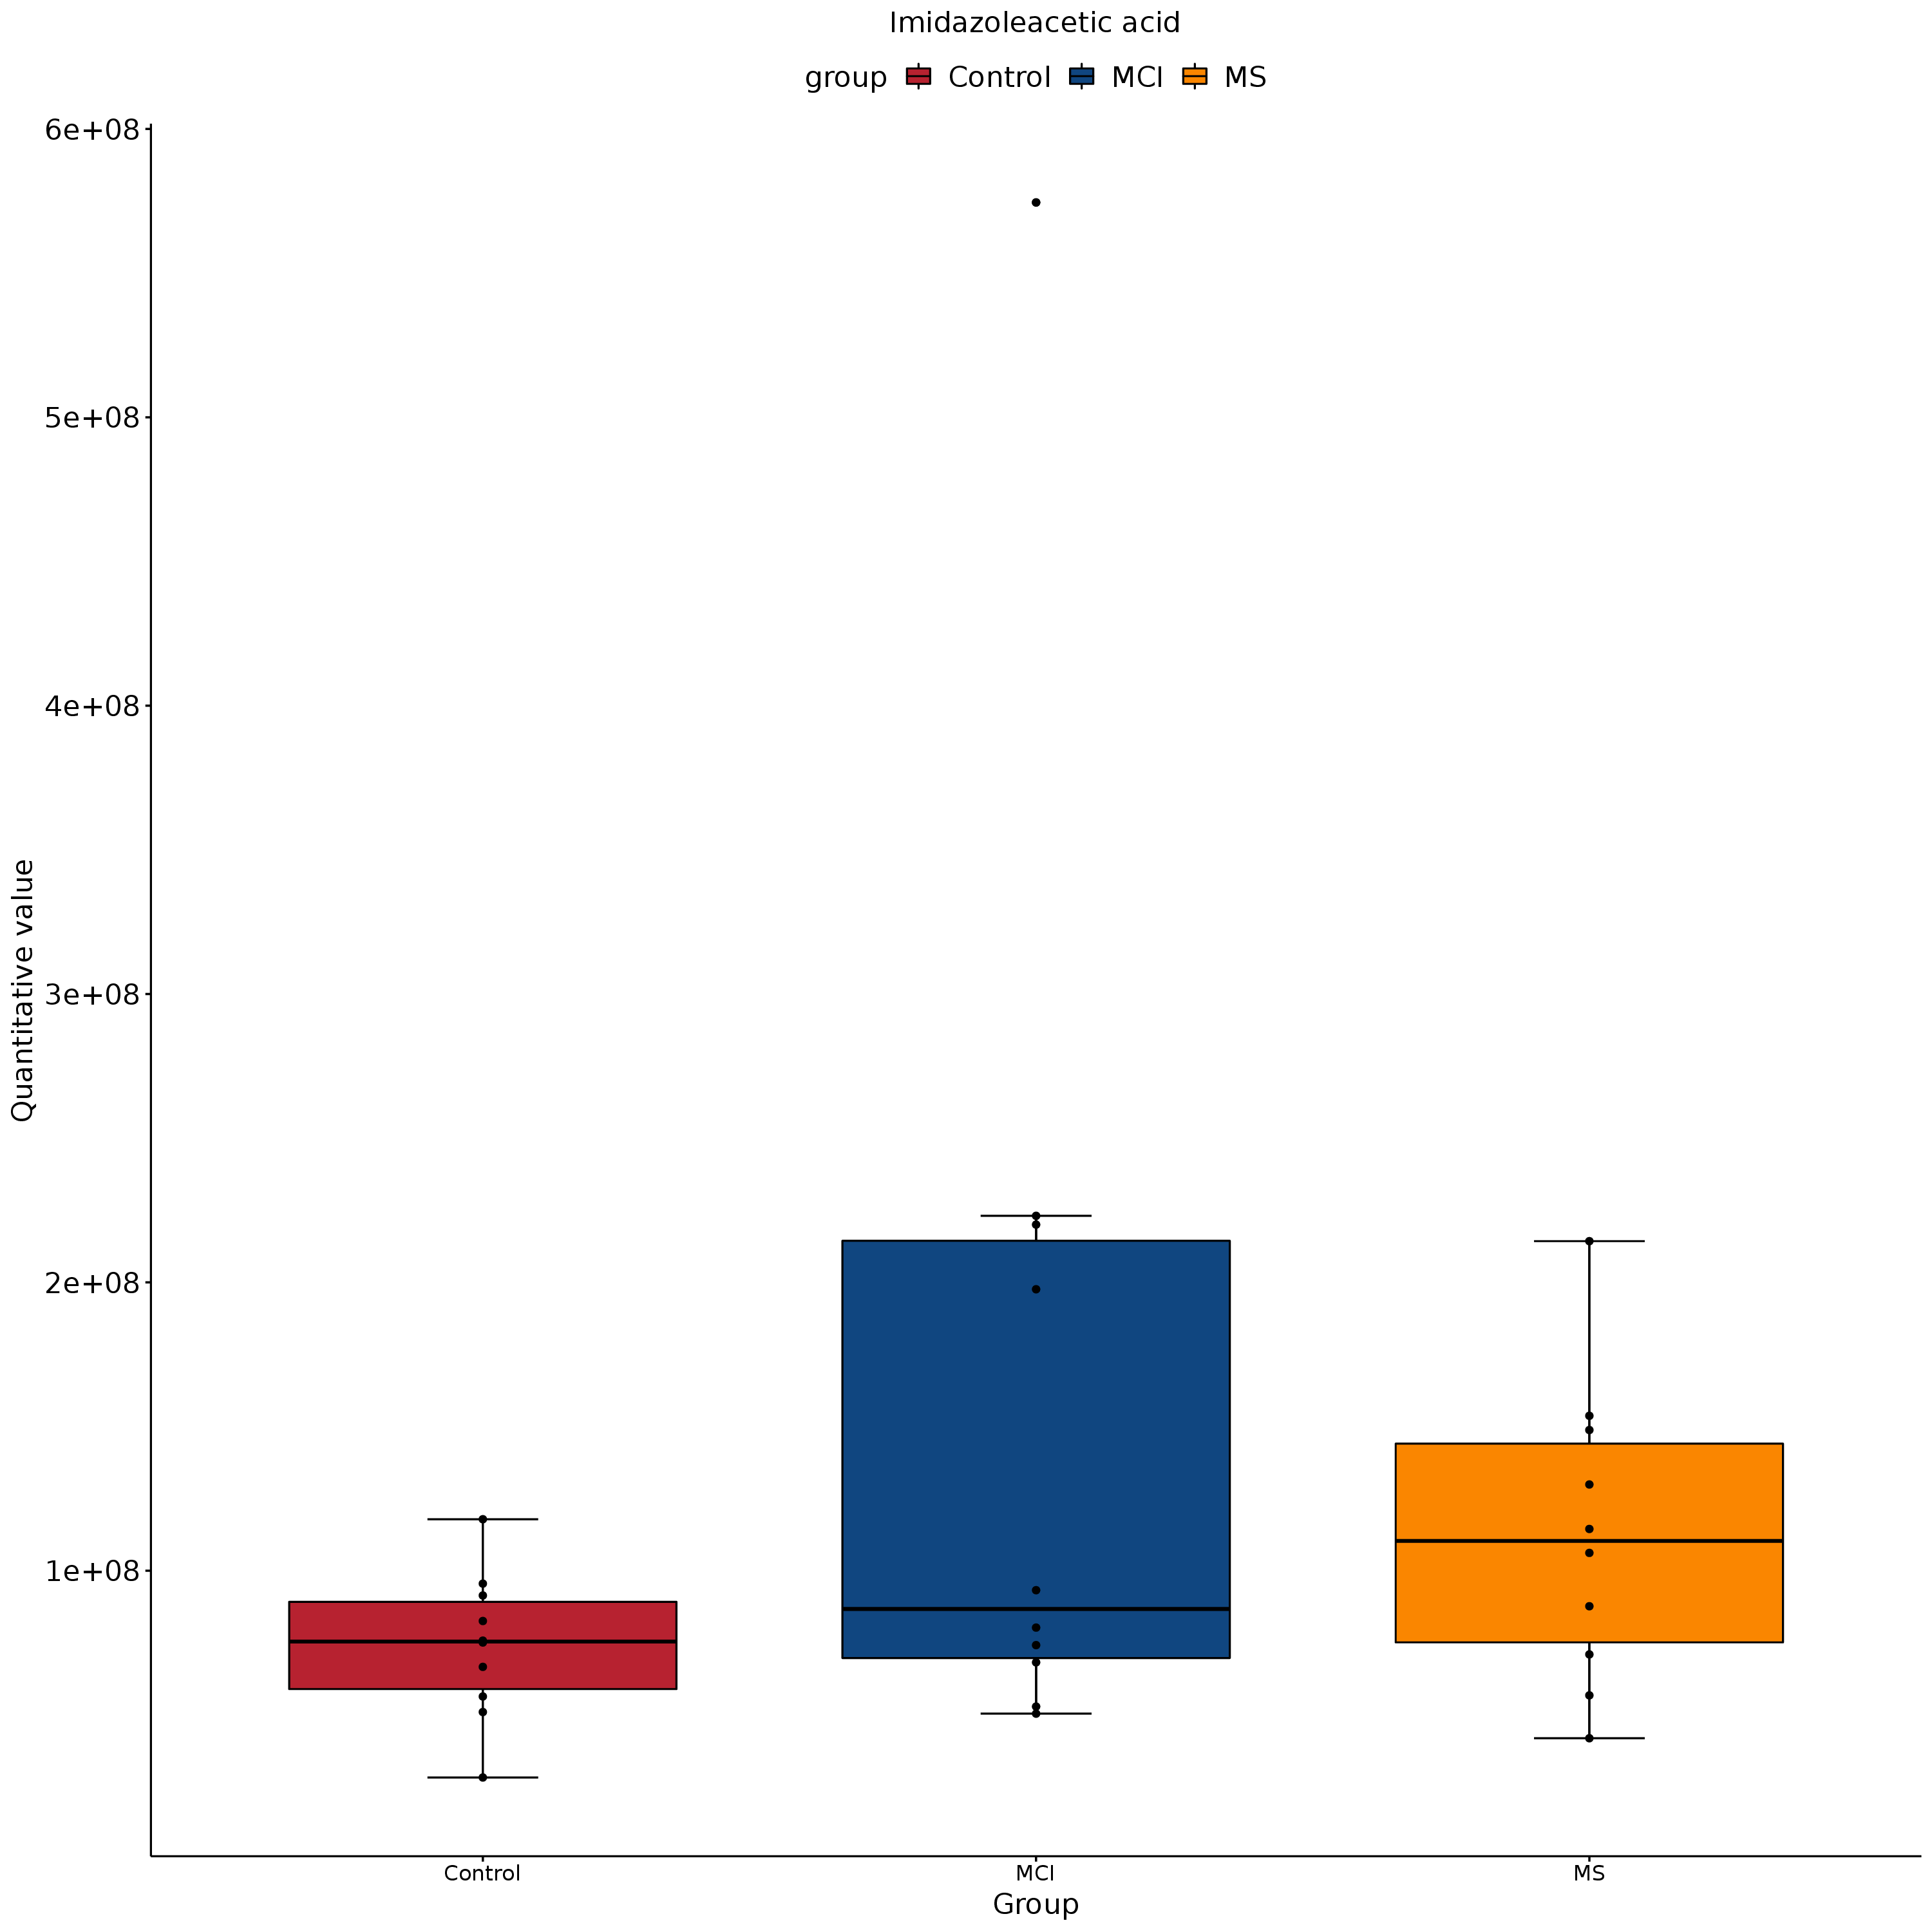 Imidazoleacetic acid
group Control MCI MS
6e+08
5e+08
4e+08
3e+08
2e+08
1e+08
Quantitative value
Control MCI MS
Group